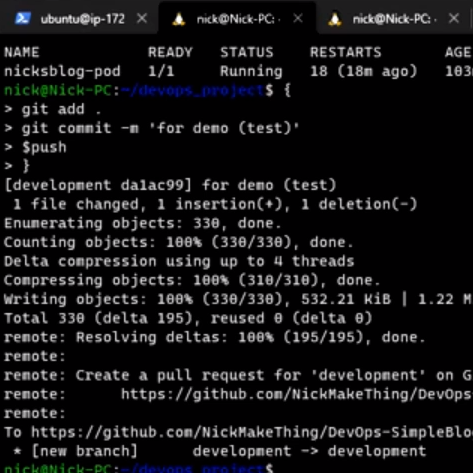 ubuntu@ip-172 × nick@Nick-PC: × nick@Nick-PC: ×
NAME READY STATUS RESTARTS AGE
nicksblog-pod 1/1 Running 18 (18m ago) 103
nick@Nick-PC:~/devops_project$ {
> git add .
> git commit -m 'for demo (test)'
> $push
> }
[development da1ac99] for demo (test)
1 file changed, 1 insertion(+), 1 deletion(-)
Enumerating objects: 330, done.
Counting objects: 100% (330/330), done.
Delta compression using up to 4 threads
Compressing objects: 100% (310/310), done.
Writing objects: 100% (330/330), 532.21 KiB | 1.22 M
Total 330 (delta 195), reused 0 (delta 0)
remote: Resolving deltas: 100% (195/195), done.
remote:
remote: Create a pull request for 'development' on G
remote: https://github.com/NickMakeThing/DevOps
remote:
To https://github.com/NickMakeThing/DevOps-SimpleBlo
* [new branch] development -> development
nick@Nick-PC:~/devops_project$